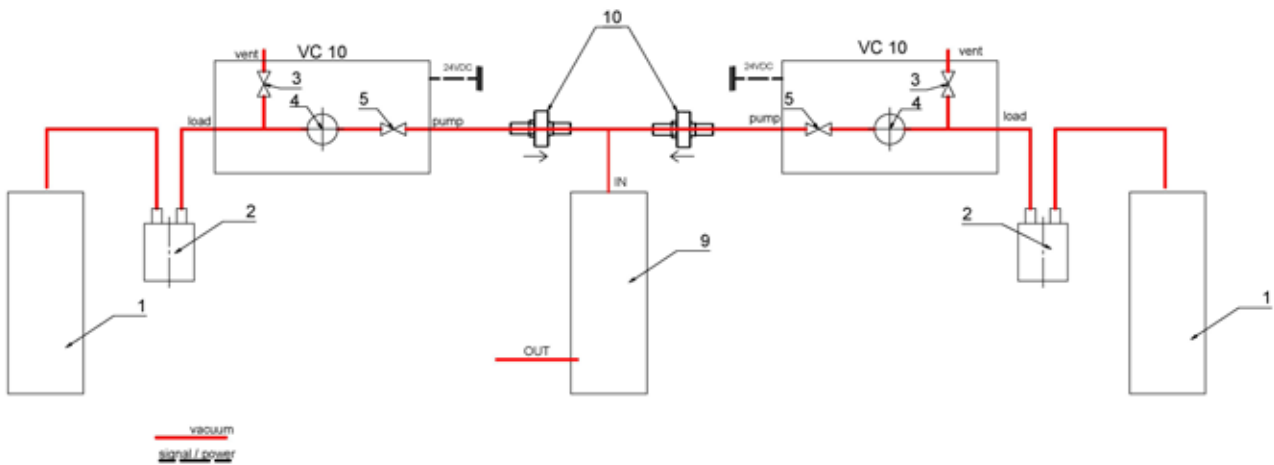 10
vent
VC 10
24VDC
3
4
5
load
pump
VC 10
vent
24VDC
3
5
4
pump
load
IN
2
2
9
1
1
OUT
vacuum
signal / power